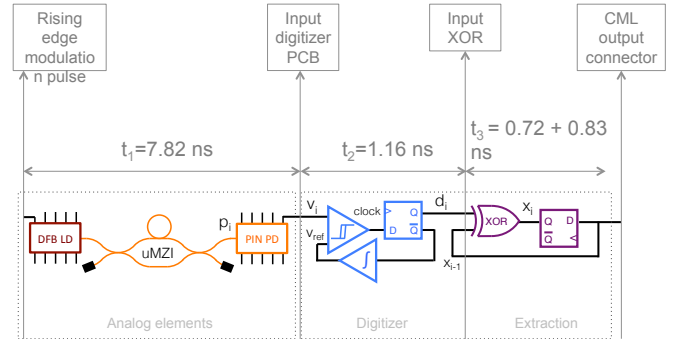 Rising
edge
modulatio
n pulse
Input
digitizer
PCB
Input
XOR
CML
output
connector
t1=7.82 ns
t2=1.16 ns
t3 = 0.72 + 0.83
ns
DFB LD
uMZI
pi
PIN PD
vi
vref
clock
>
D
Q
Q
∫
di
XOR
xi-1
xi
Q
Q
D
<
Analog elements
Digitizer
Extraction